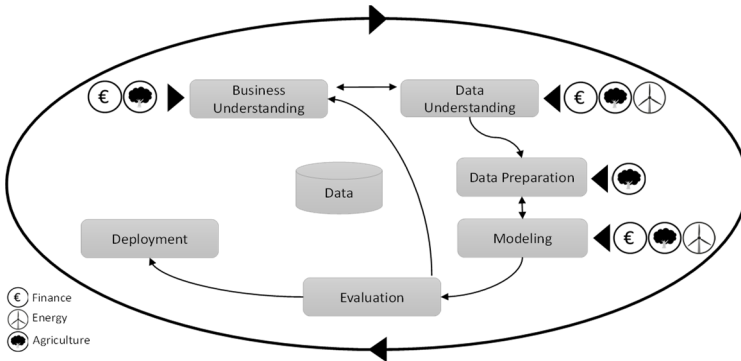 Business
Understanding
Data
Understanding
€
€
Data Preparation
Data
Deployment
Modeling
€
Evaluation
€ Finance
Energy
Agriculture